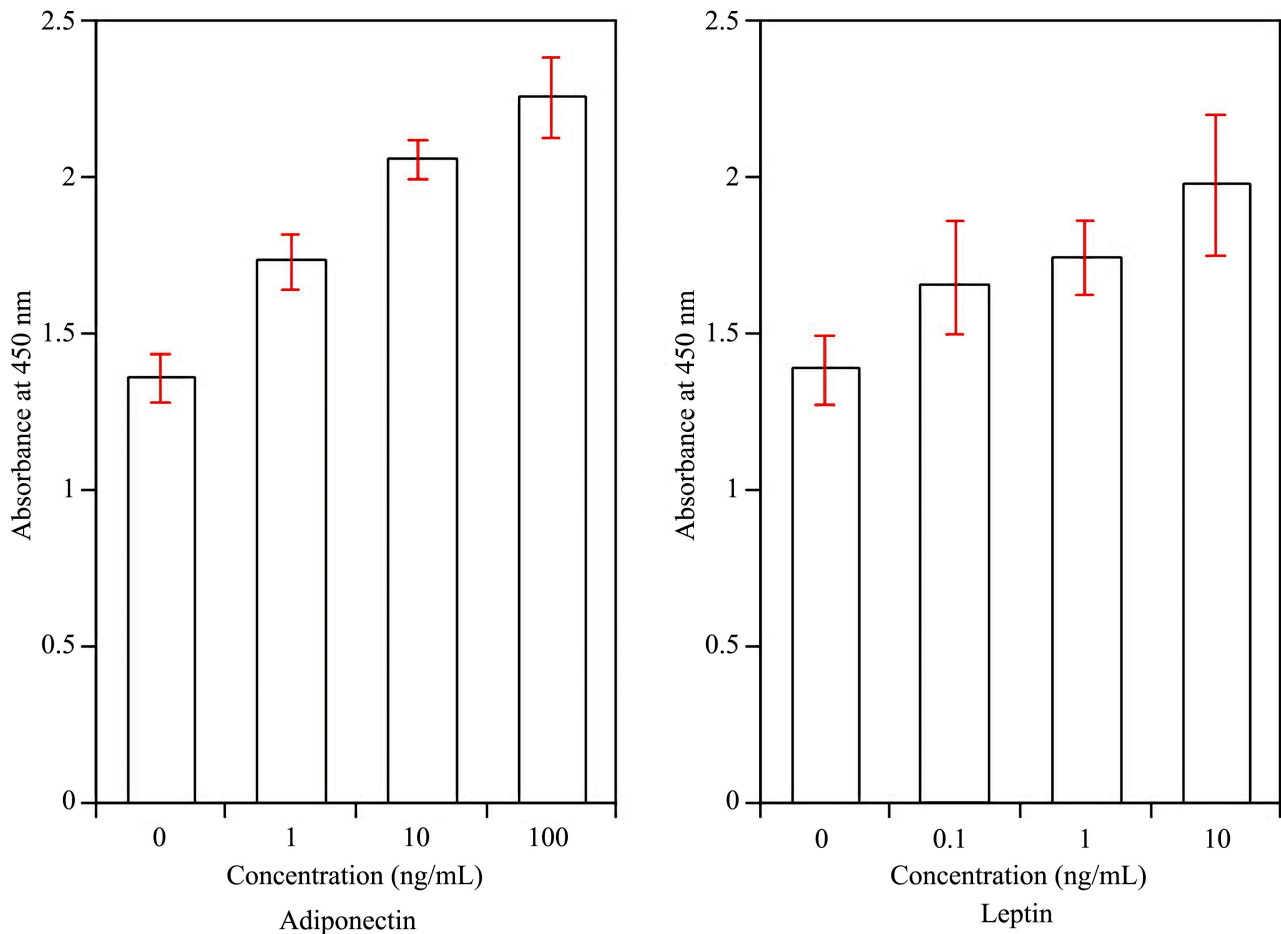 Absorbance at 450 nm
2.5
2
1.5
1
0.5
0
0 1 10 100
Concentration (ng/mL)
Adiponectin
Absorbance at 450 nm
2.5
2
1.5
1
0.5
0
0 0.1 1 10
Concentration (ng/mL)
Leptin